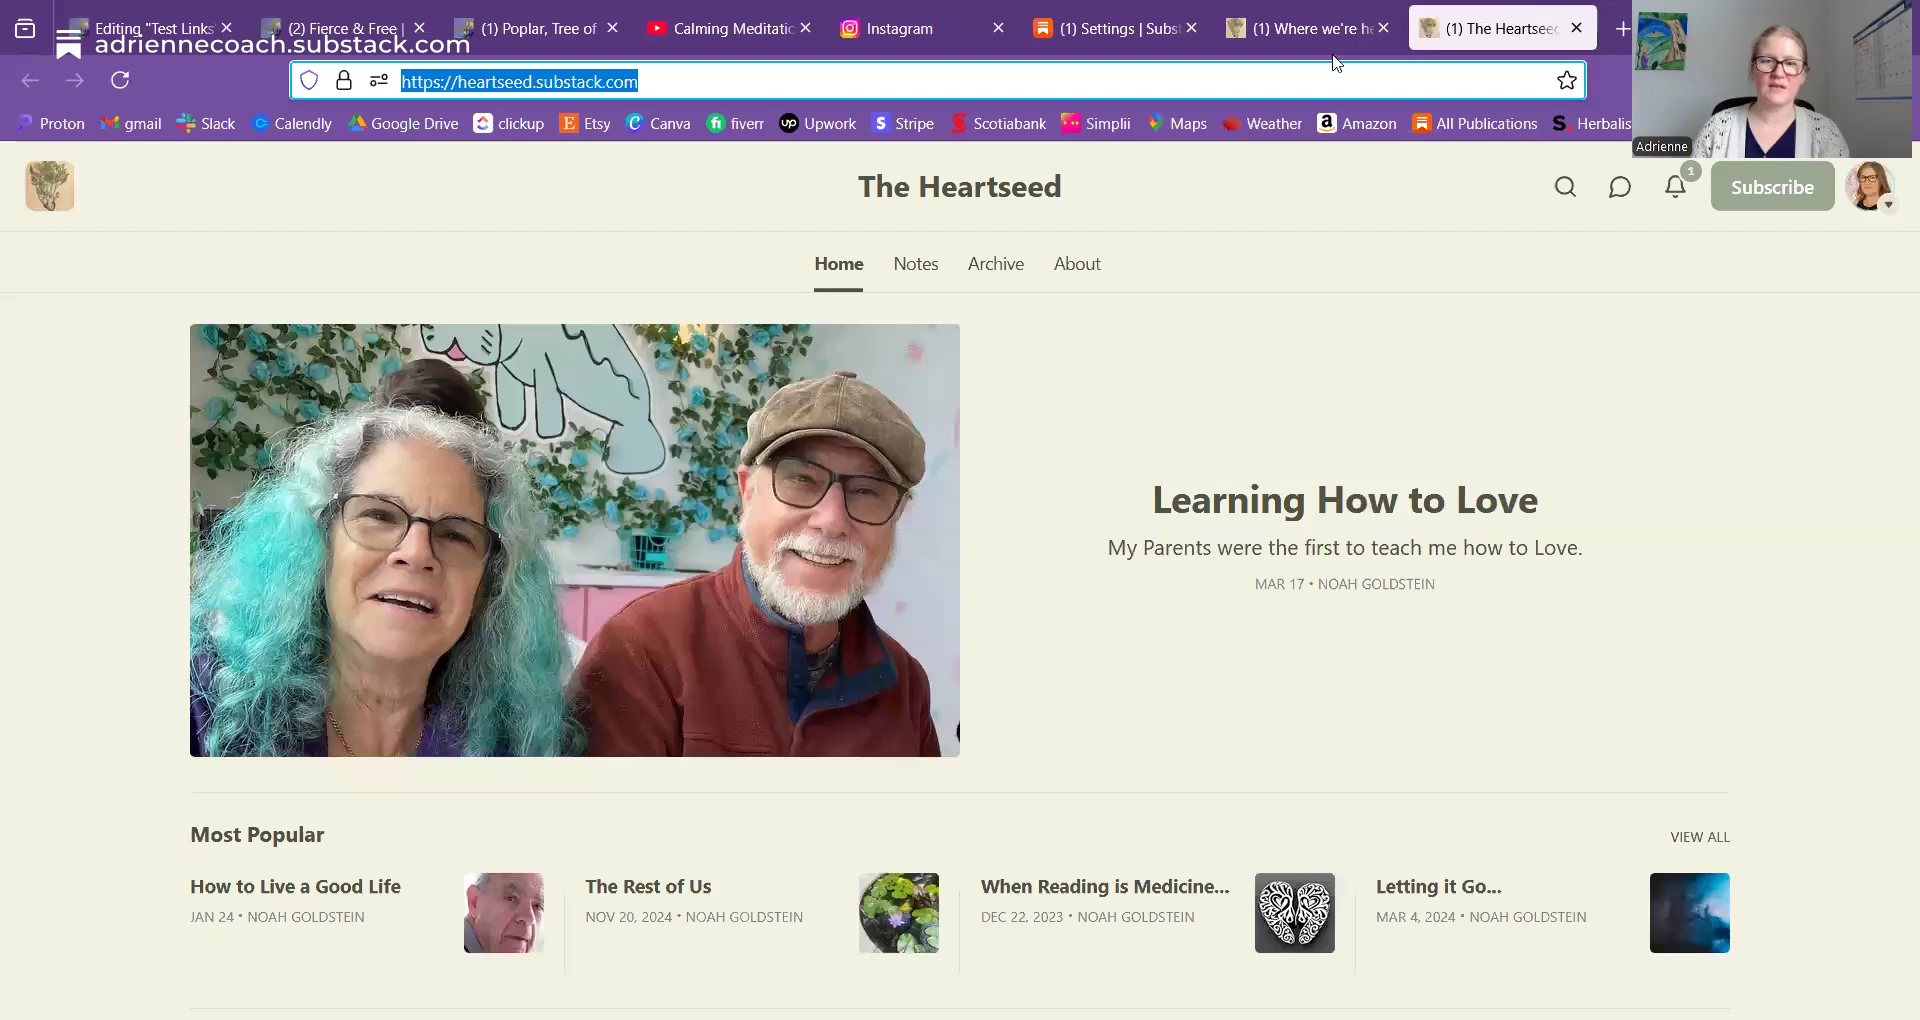 Editing "Test Links"
(2) Fierce & Free |
(1) Poplar, Tree of
Calming Meditatic
Instagram
(1) Settings | Subst
(1) Where we're he
(1) The Heartseed
adriennecoach.substack.com
https://heartseed.substack.com
Proton
gmail
Slack
Calendly
Google Drive
clickup
Etsy
Canva
fiverr
Upwork
Stripe
Scotiabank
Simplii
Maps
Weather
Amazon
All Publications
Herbalis
Adrienne
The Heartseed
1
Subscribe
Home
Notes
Archive
About
Learning How to Love
My Parents were the first to teach me how to Love.
MAR 17 • NOAH GOLDSTEIN
Most Popular
VIEW ALL
How to Live a Good Life
JAN 24 • NOAH GOLDSTEIN
The Rest of Us
NOV 20, 2024 • NOAH GOLDSTEIN
When Reading is Medicine...
DEC 22, 2023 • NOAH GOLDSTEIN
Letting it Go...
MAR 4, 2024 • NOAH GOLDSTEIN